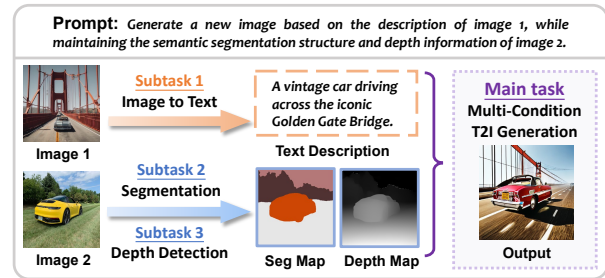 Prompt: Generate a new image based on the description of image 1, while
maintaining the semantic segmentation structure and depth information of image 2.
Subtask 1
Image to Text
A vintage car driving
across the iconic
Golden Gate Bridge.
Text Description
Image 1
Subtask 2
Segmentation
Subtask 3
Depth Detection
Image 2
Seg Map
Depth Map
Main task
Multi-Condition
T2I Generation
Output